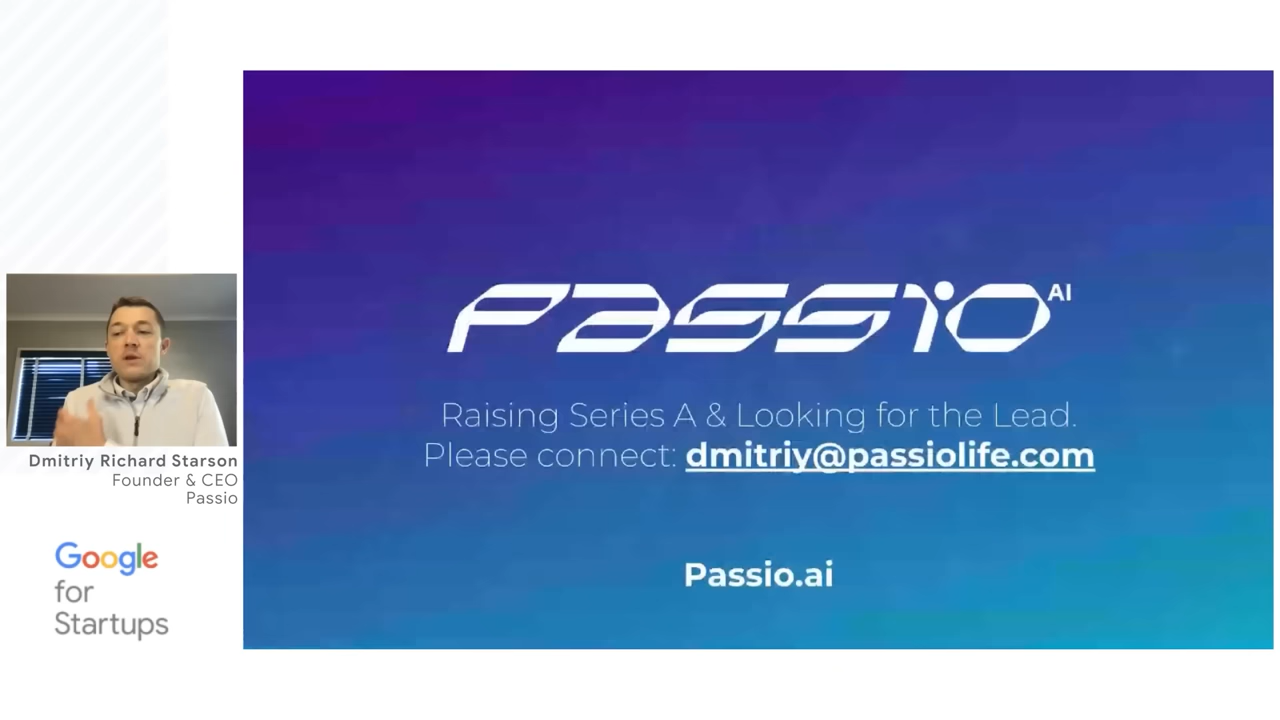 Dmitriy Richard Starson
Founder & CEO
Passio
Google
for
Startups
PASSIO AI
Raising Series A & Looking for the Lead.
Please connect: dmitriy@passiolife.com
Passio.ai